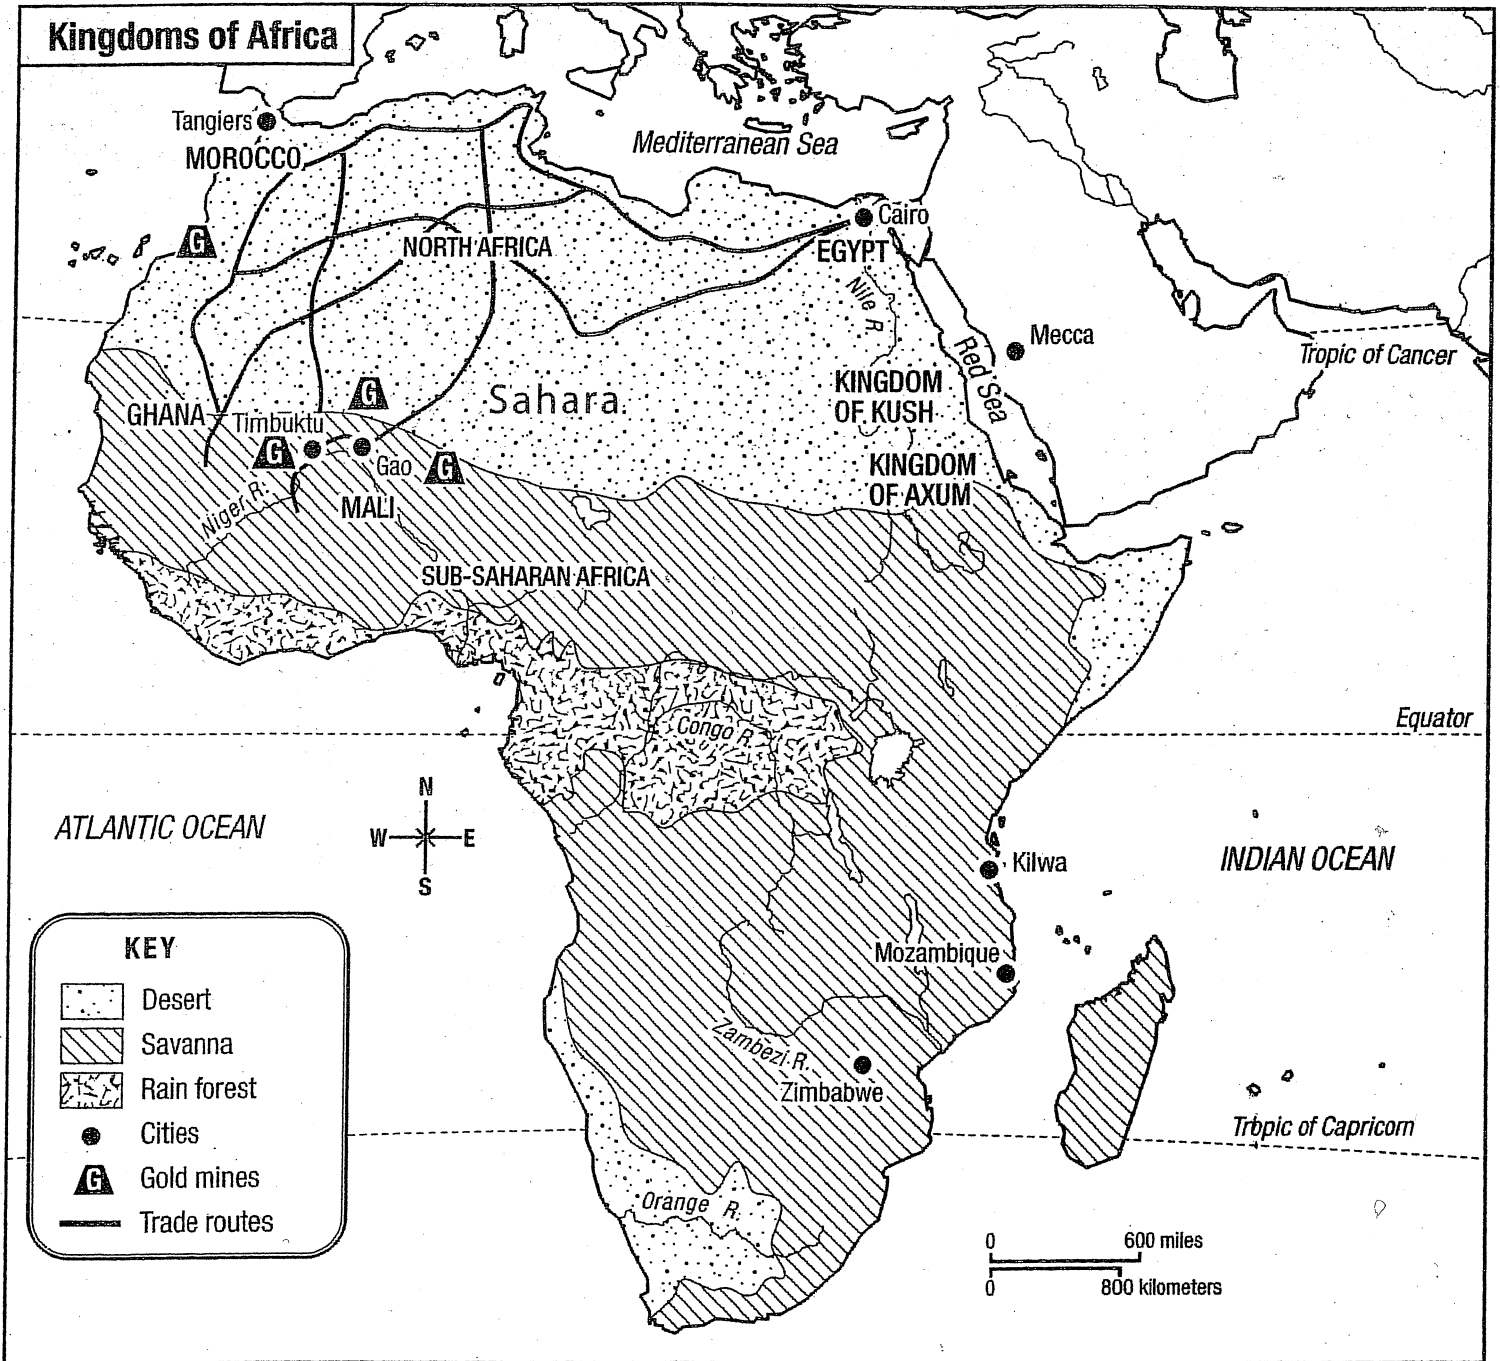 Kingdoms of Africa
Tangiers
MOROCCO
Mediterranean Sea
G
Cairo
NORTH AFRICA
EGYPT
Nile R.
Mecca
Red Sea
Tropic of Cancer
G
Sahara
KINGDOM
OF KUSH
GHANA
Timbuktu
G
Gao
G
KINGDOM
OF AXUM
Niger R.
MALI
SUB-SAHARAN AFRICA
Equator
Congo R.
N
W
E
S
ATLANTIC OCEAN
Kilwa
INDIAN OCEAN
Mozambique
Zambezi R.
Zimbabwe
Tropic of Capricorn
Orange R.
KEY
Desert
Savanna
Rain forest
Cities
G
Gold mines
Trade routes
0 600 miles
0 800 kilometers